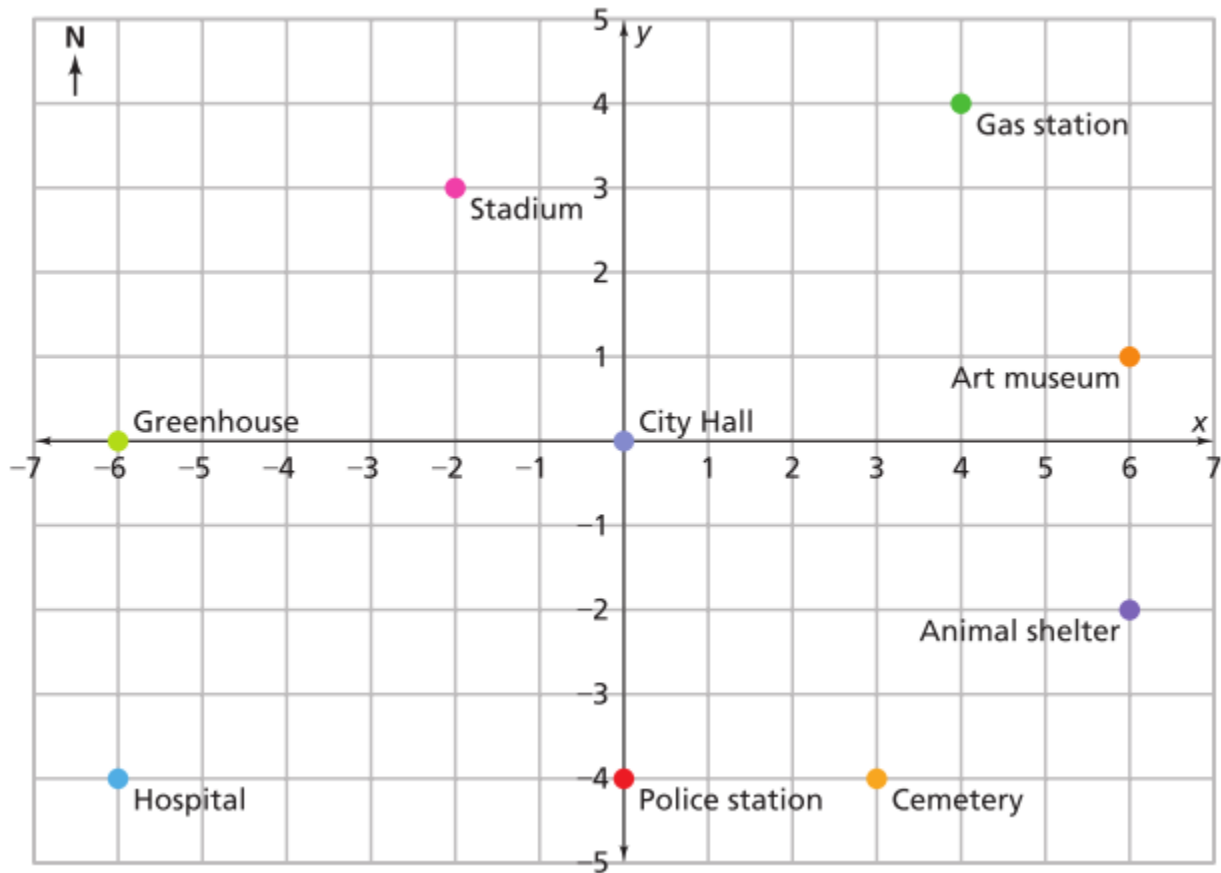 5
N
y
4
Gas station
3
Stadium
2
1
Art museum
Greenhouse
City Hall
x
−7 −6 −5 −4 −3 −2 −1 1 2 3 4 5 6 7
−1
−2
Animal shelter
−3
−4
Hospital
Police station
Cemetery
−5